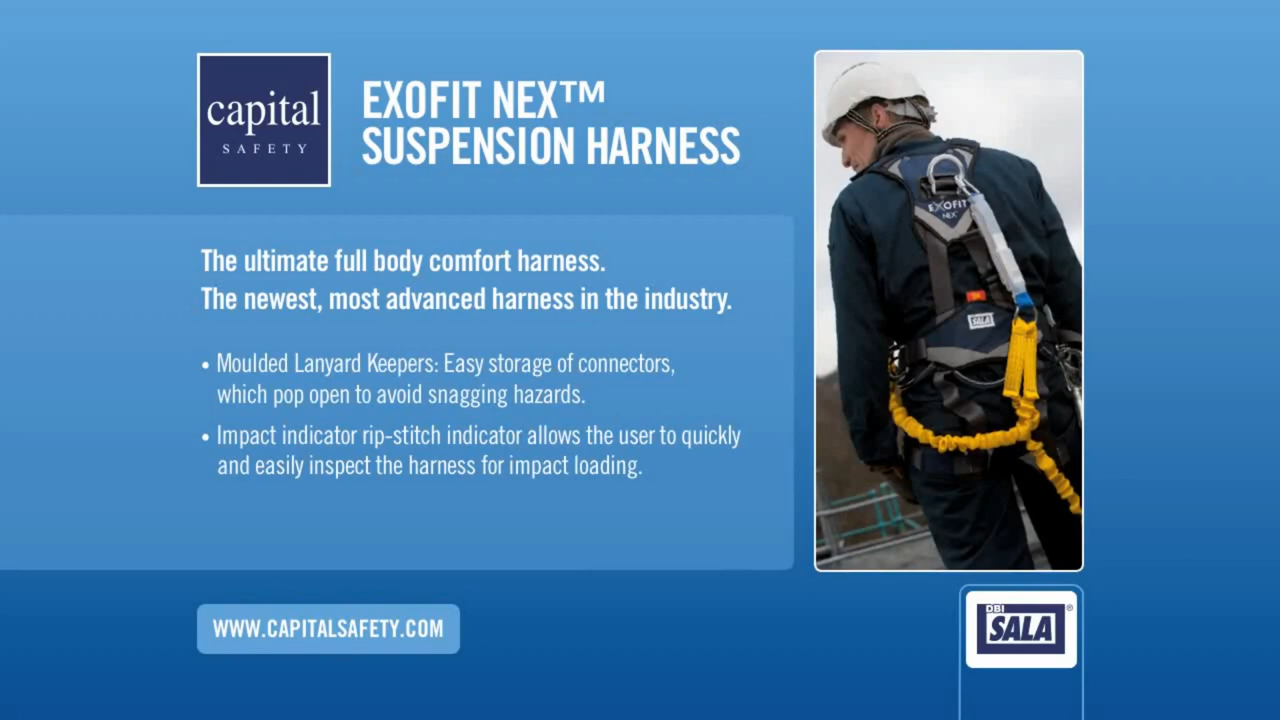 capital
SAFETY
EXOFIT NEX™
SUSPENSION HARNESS
The ultimate full body comfort harness.
The newest, most advanced harness in the industry.
• Moulded Lanyard Keepers: Easy storage of connectors,
which pop open to avoid snagging hazards.
• Impact indicator rip-stitch indicator allows the user to quickly
and easily inspect the harness for impact loading.
EXOFIT
NEX™
SALA
WWW.CAPITALSAFETY.COM
DBI
SALA®